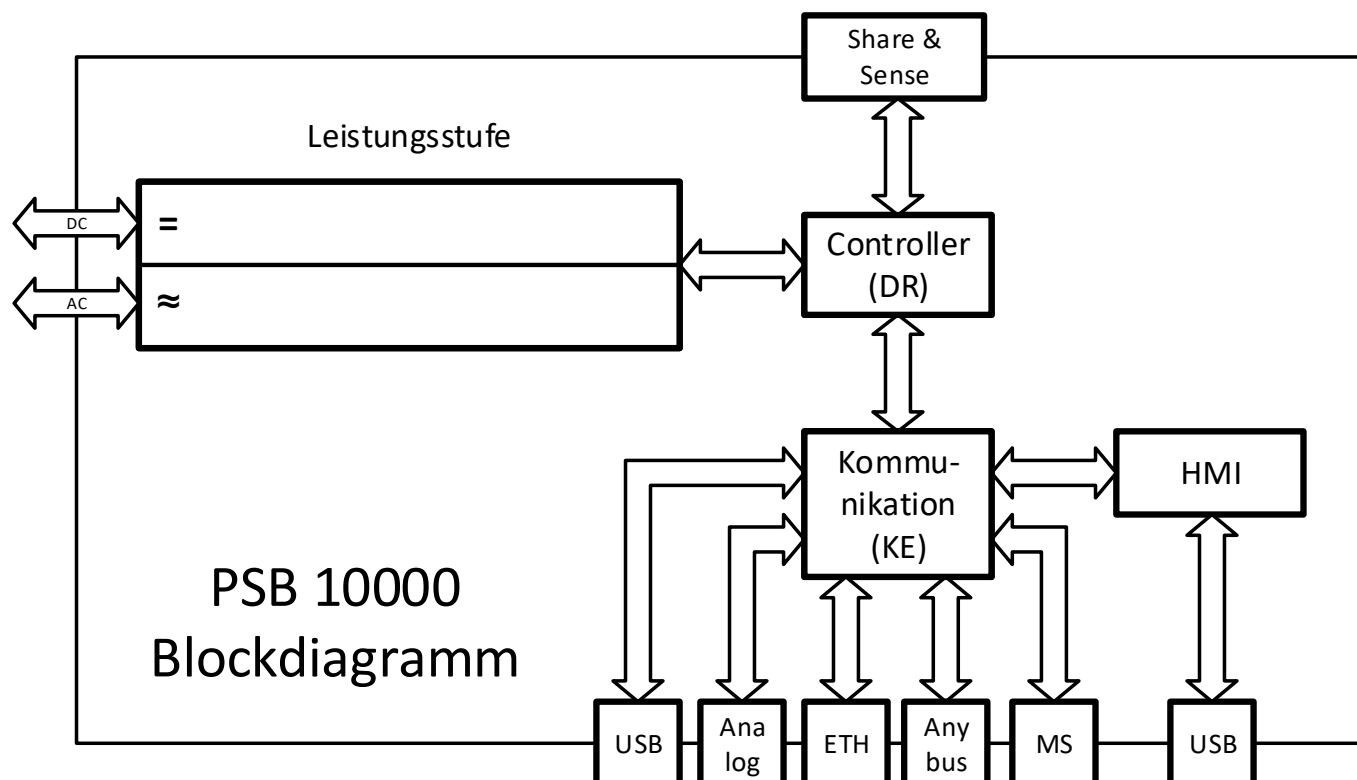 Share &
Sense
Leistungsstufe
DC
=
Controller
(DR)
AC
≈
Kommu-
nikation
(KE)
HMI
PSB 10000
Blockdiagramm
USB
Ana
log
ETH
Any
bus
MS
USB